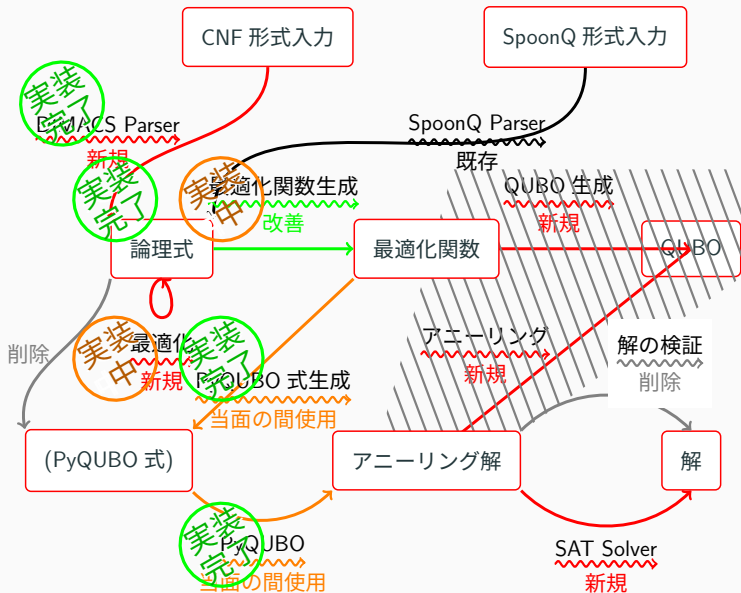 CNF 形式入力
SpoonQ 形式入力
実装
完了
DIMACS Parser
新規
SpoonQ Parser
既存
実装
完了
実装
中
最適化関数生成
改善
QUBO 生成
新規
論理式
最適化関数
QUBO
削除
実装
中
最適化
新規
実装
完了
PyQUBO 式生成
当面の間使用
アニーリング
新規
解の検証
削除
(PyQUBO 式)
アニーリング解
解
実装
完了
PyQUBO
当面の間使用
SAT Solver
新規